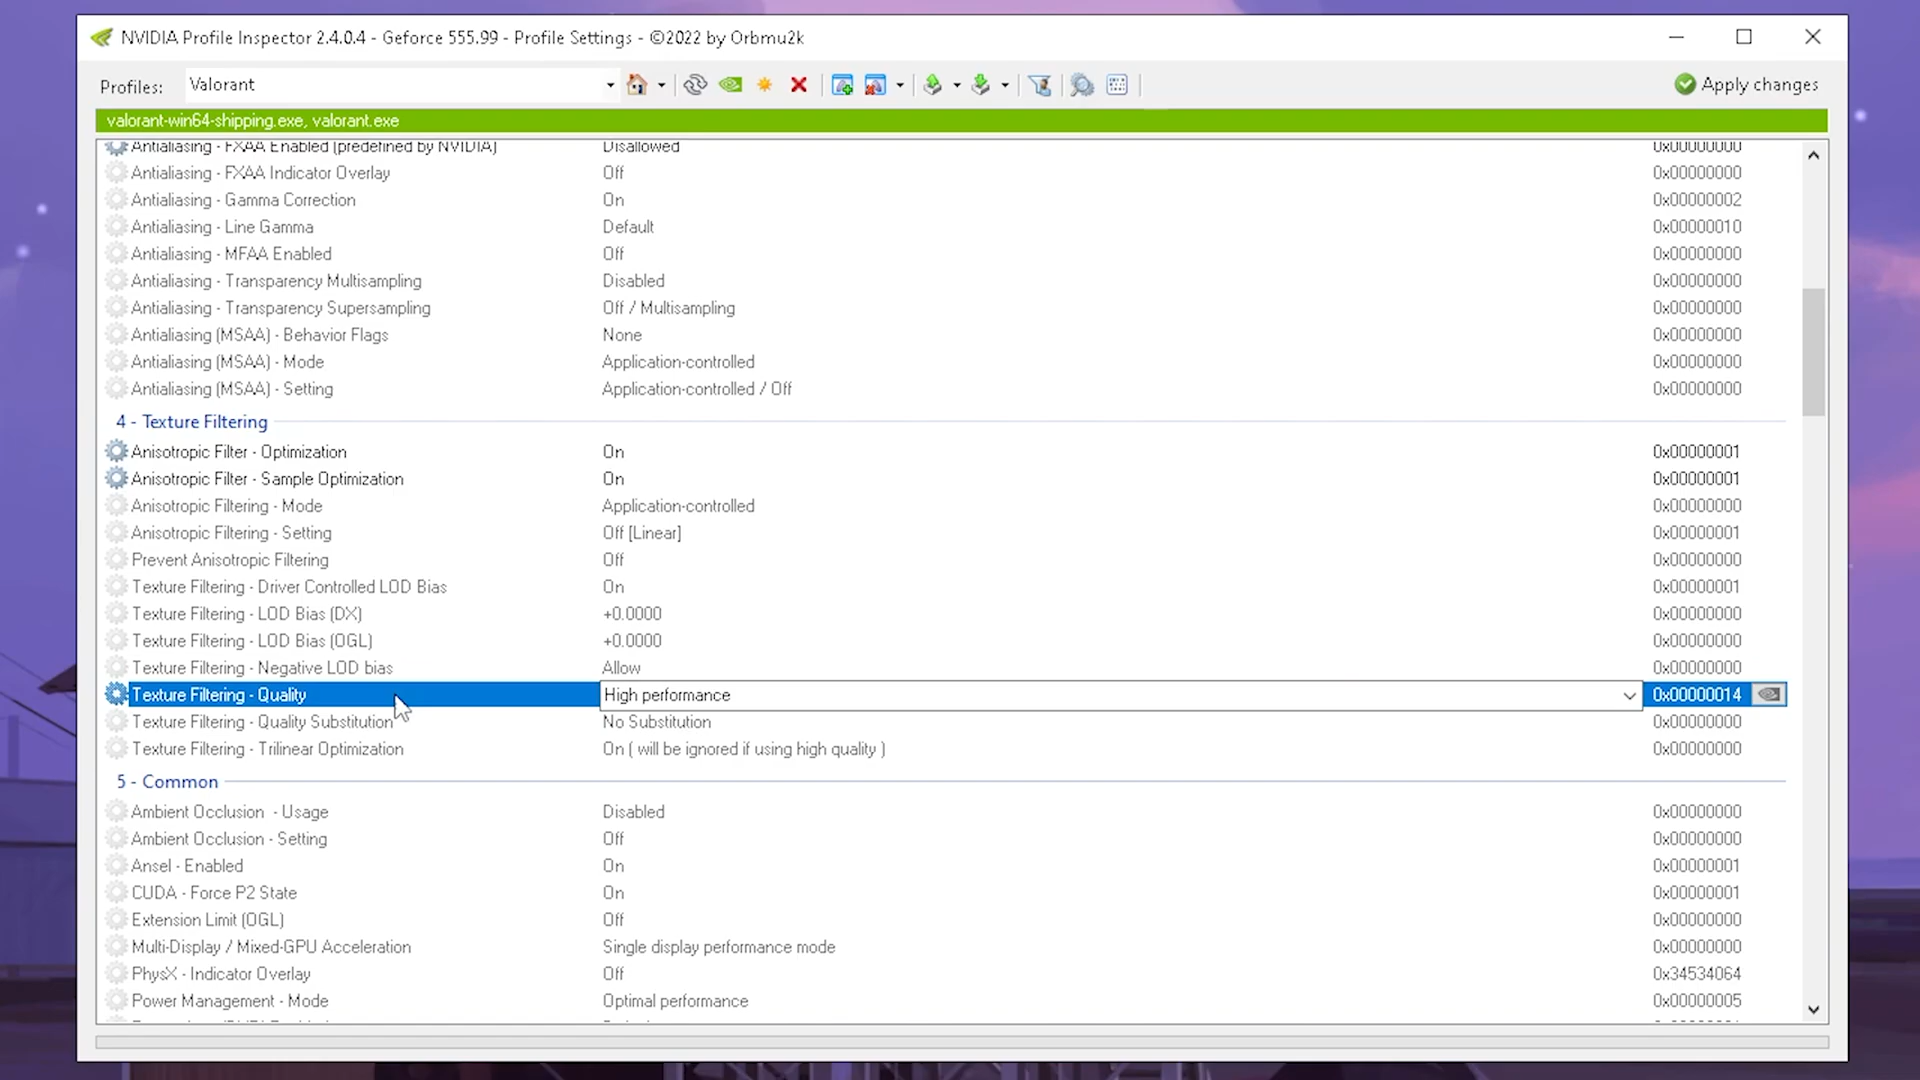 NVIDIA Profile Inspector 2.4.0.4 - Geforce 555.99 - Profile Settings - ©2022 by Orbmu2k
Profiles: Valorant Apply changes
valorant-win64-shipping.exe, valorant.exe
Antialiasing - FXAA Enabled (predefined by NVIDIA) Disallowed 0x00000000
Antialiasing - FXAA Indicator Overlay Off 0x00000000
Antialiasing - Gamma Correction On 0x00000002
Antialiasing - Line Gamma Default 0x00000010
Antialiasing - MFAA Enabled Off 0x00000000
Antialiasing - Transparency Multisampling Disabled 0x00000000
Antialiasing - Transparency Supersampling Off / Multisampling 0x00000000
Antialiasing (MSAA) - Behavior Flags None 0x00000000
Antialiasing (MSAA) - Mode Application-controlled 0x00000000
Antialiasing (MSAA) - Setting Application-controlled / Off 0x00000000
4 - Texture Filtering
Anisotropic Filter - Optimization On 0x00000001
Anisotropic Filter - Sample Optimization On 0x00000001
Anisotropic Filtering - Mode Application-controlled 0x00000000
Anisotropic Filtering - Setting Off [Linear] 0x00000001
Prevent Anisotropic Filtering Off 0x00000000
Texture Filtering - Driver Controlled LOD Bias On 0x00000001
Texture Filtering - LOD Bias (DX) +0.0000 0x00000000
Texture Filtering - LOD Bias (OGL) +0.0000 0x00000000
Texture Filtering - Negative LOD bias Allow 0x00000000
Texture Filtering - Quality High performance 0x00000014
Texture Filtering - Quality Substitution No Substitution 0x00000000
Texture Filtering - Trilinear Optimization On ( will be ignored if using high quality ) 0x00000000
5 - Common
Ambient Occlusion - Usage Disabled 0x00000000
Ambient Occlusion - Setting Off 0x00000000
Ansel - Enabled On 0x00000001
CUDA - Force P2 State On 0x00000001
Extension Limit (OGL) Off 0x00000000
Multi-Display / Mixed-GPU Acceleration Single display performance mode 0x00000000
PhysX - Indicator Overlay Off 0x34534064
Power Management - Mode Optimal performance 0x00000005